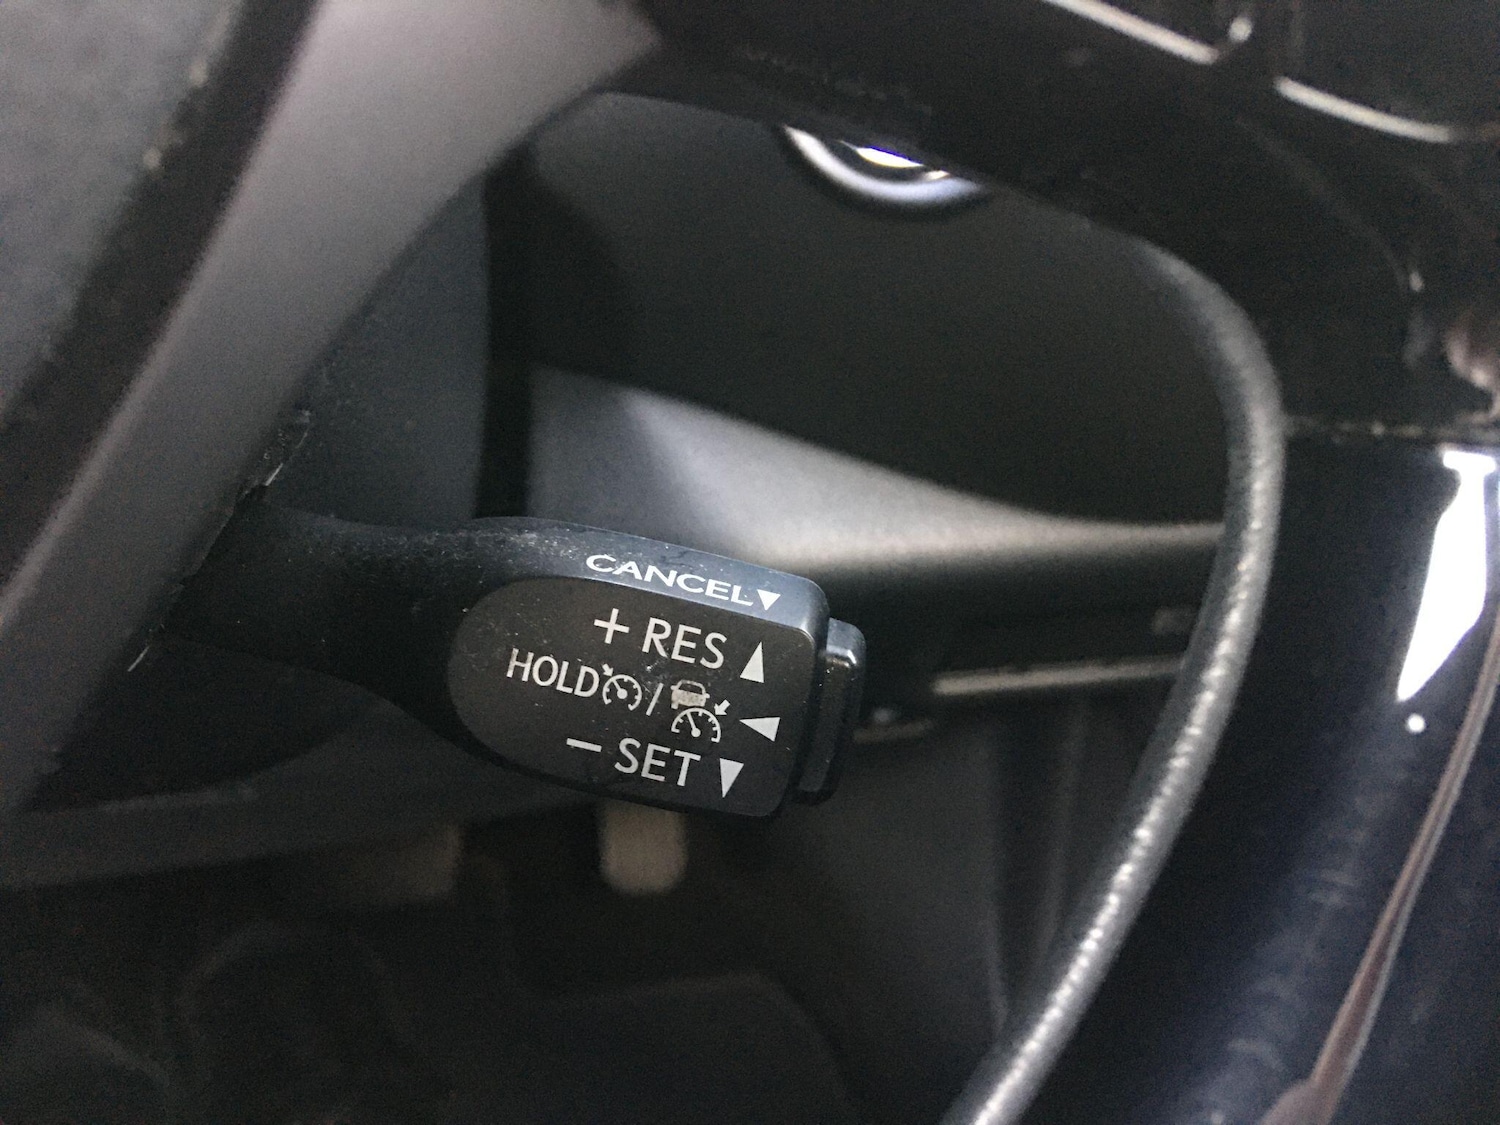 CANCEL▼
+ RES ▲
HOLD / ◀
− SET ▼